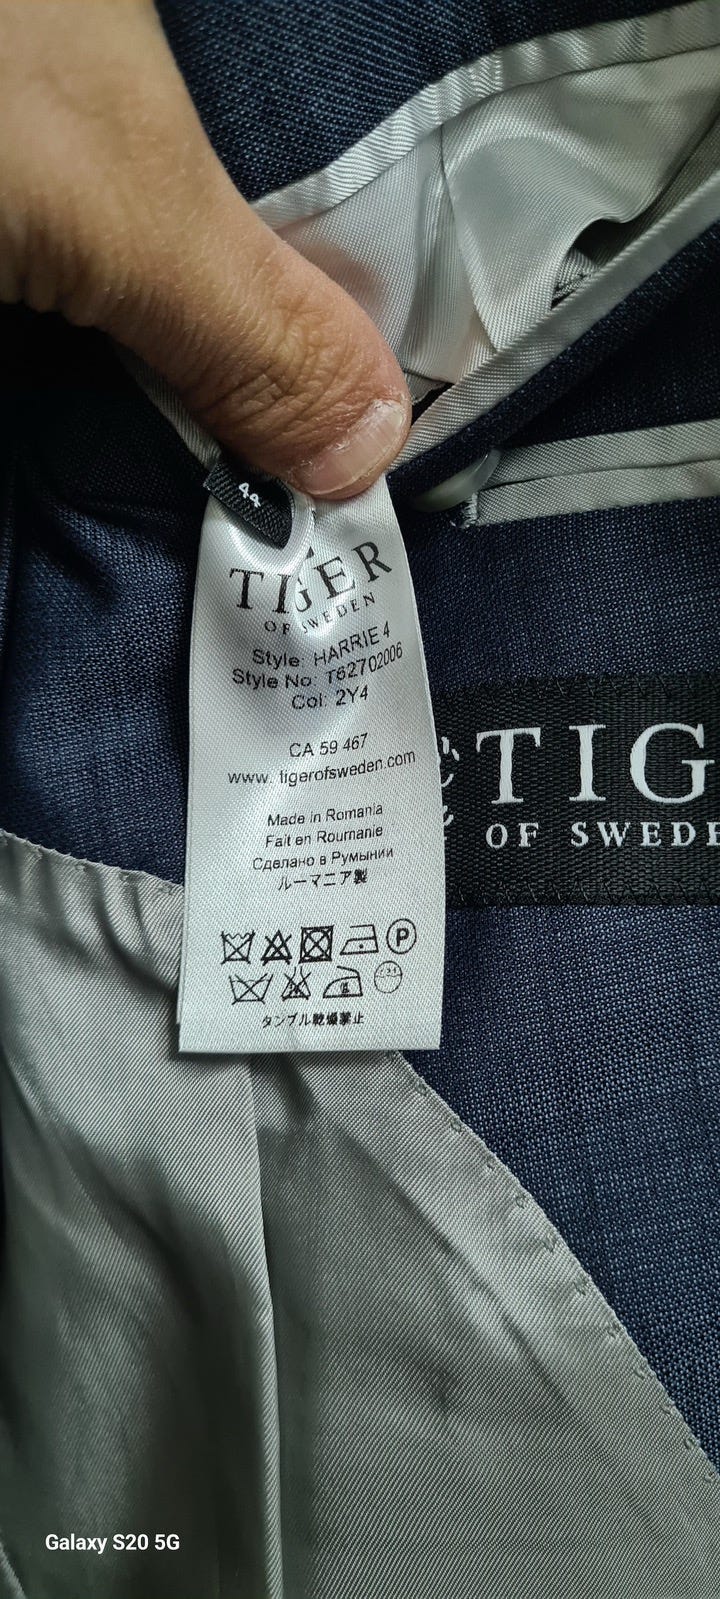 44
TIGER
OF SWEDEN
Style: HARRIE 4
Style No: T62702006
Col: 2Y4
CA 59 467
www. tigerofsweden.com
Made in Romania
Fait en Roumanie
Сделано в Румынии
ルーマニア製
P
タンブル乾燥禁止
TIG
OF SWEDE
Galaxy S20 5G